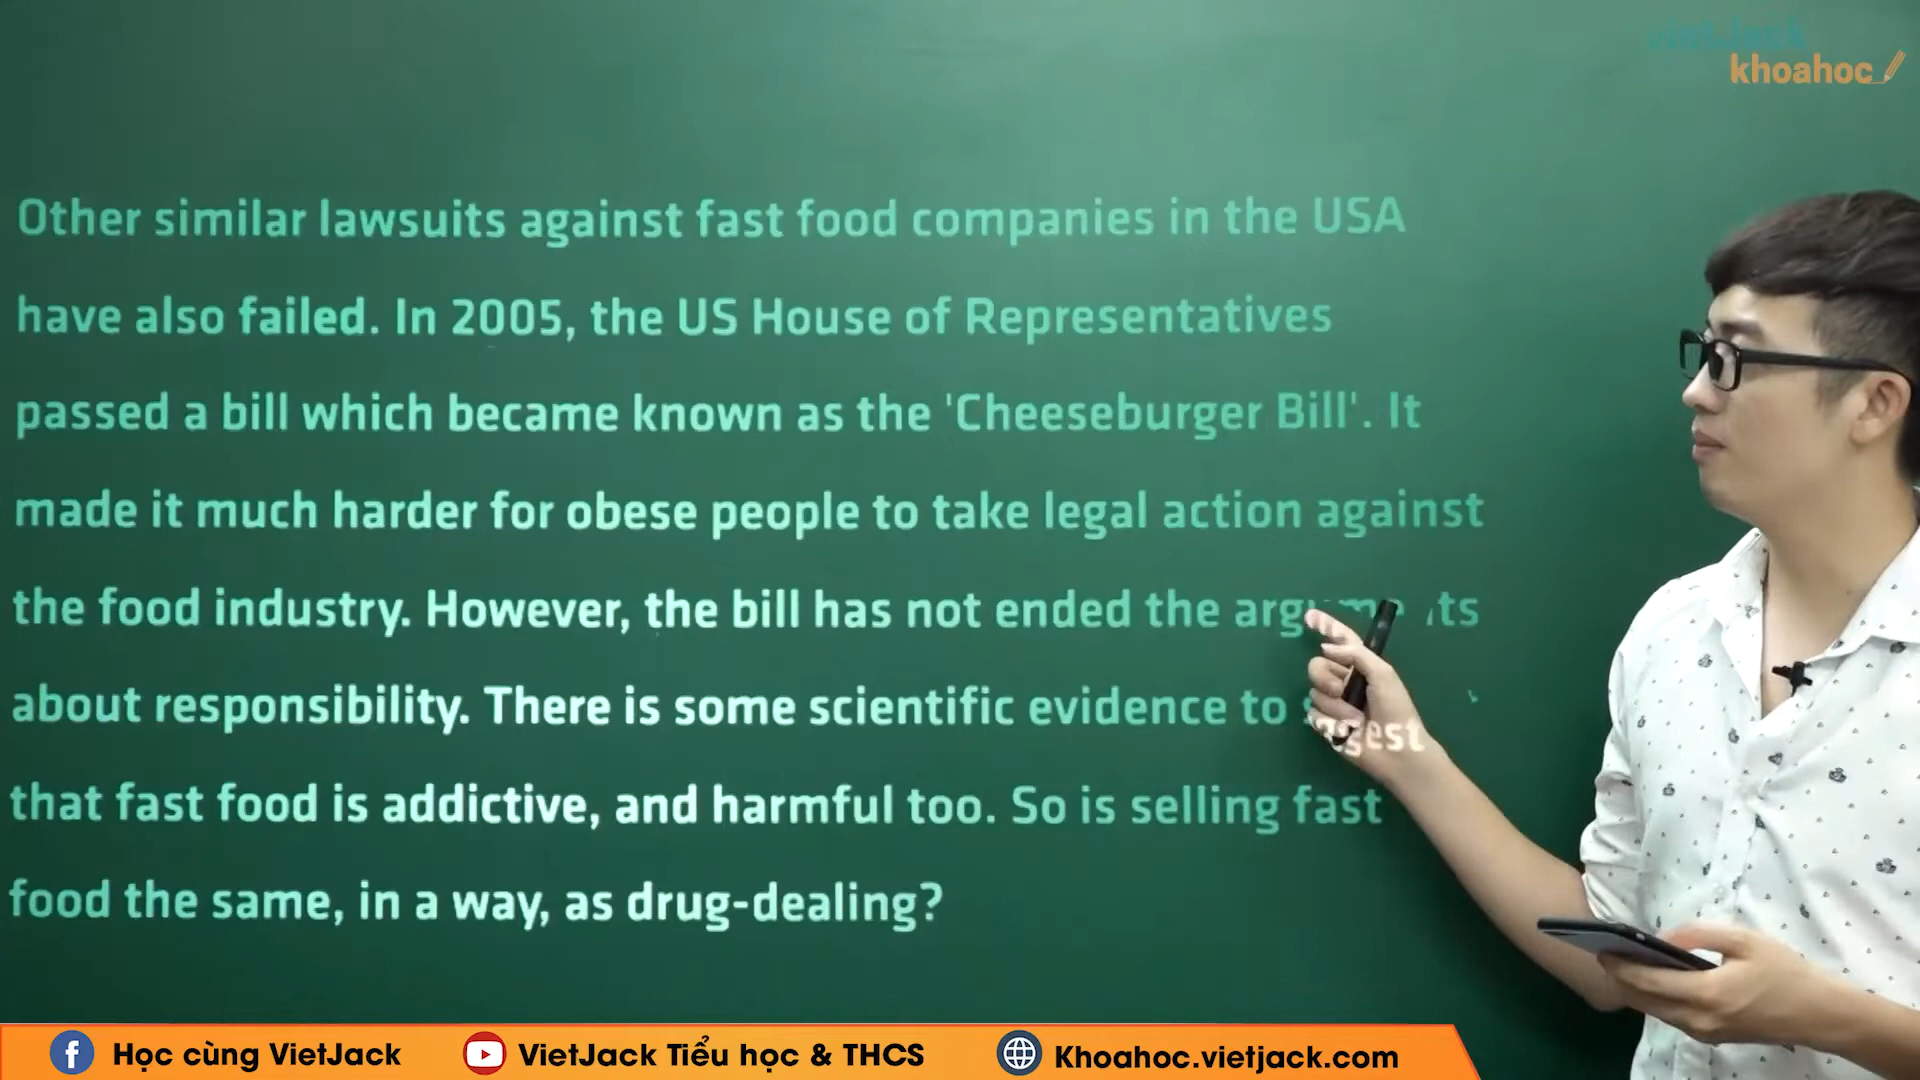 vietJack
khoahoc
Other similar lawsuits against fast food companies in the USA
have also failed. In 2005, the US House of Representatives
passed a bill which became known as the 'Cheeseburger Bill'. It
made it much harder for obese people to take legal action against
the food industry. However, the bill has not ended the arguments
about responsibility. There is some scientific evidence to suggest
that fast food is addictive, and harmful too. So is selling fast
food the same, in a way, as drug-dealing?
Học cùng VietJack
VietJack Tiểu học & THCS
Khoahoc.vietjack.com